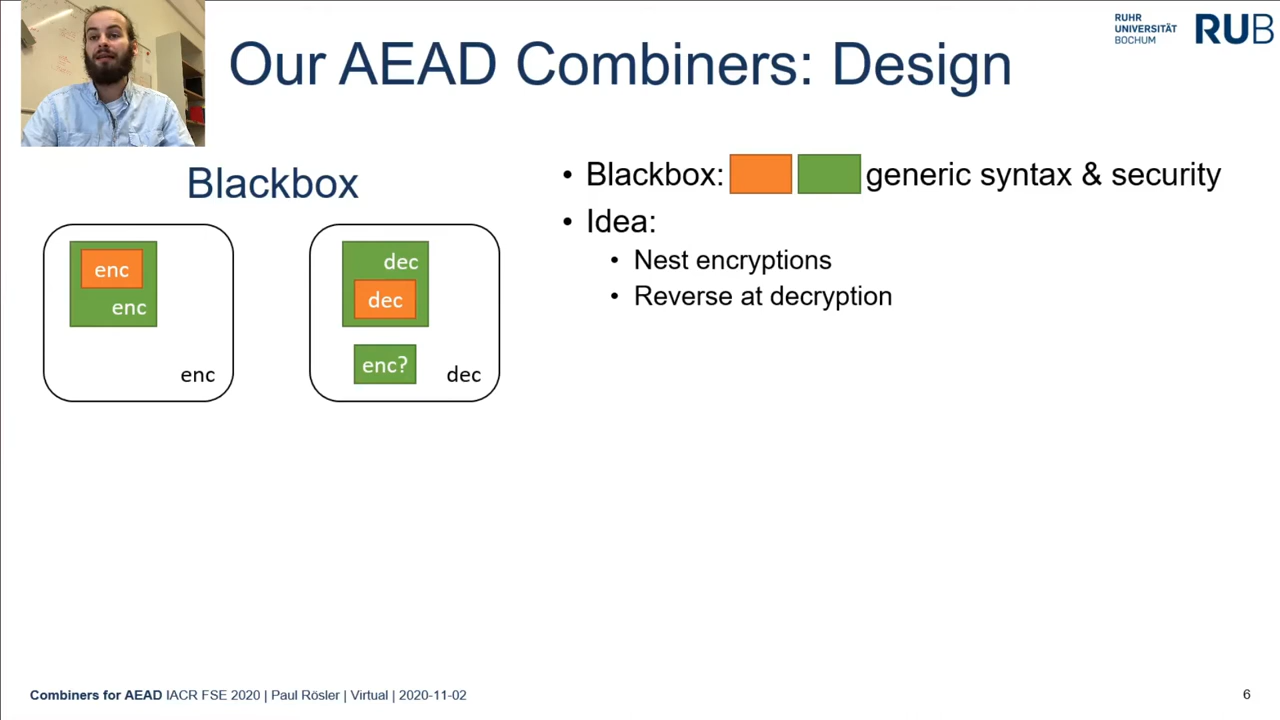 RUHR
UNIVERSITÄT
BOCHUM
RUB
Our AEAD Combiners: Design
Blackbox
enc
enc
enc
dec
dec
enc?
dec
• Blackbox: generic syntax & security
• Idea:
• Nest encryptions
• Reverse at decryption
Combiners for AEAD IACR FSE 2020 | Paul Rösler | Virtual | 2020-11-02
6